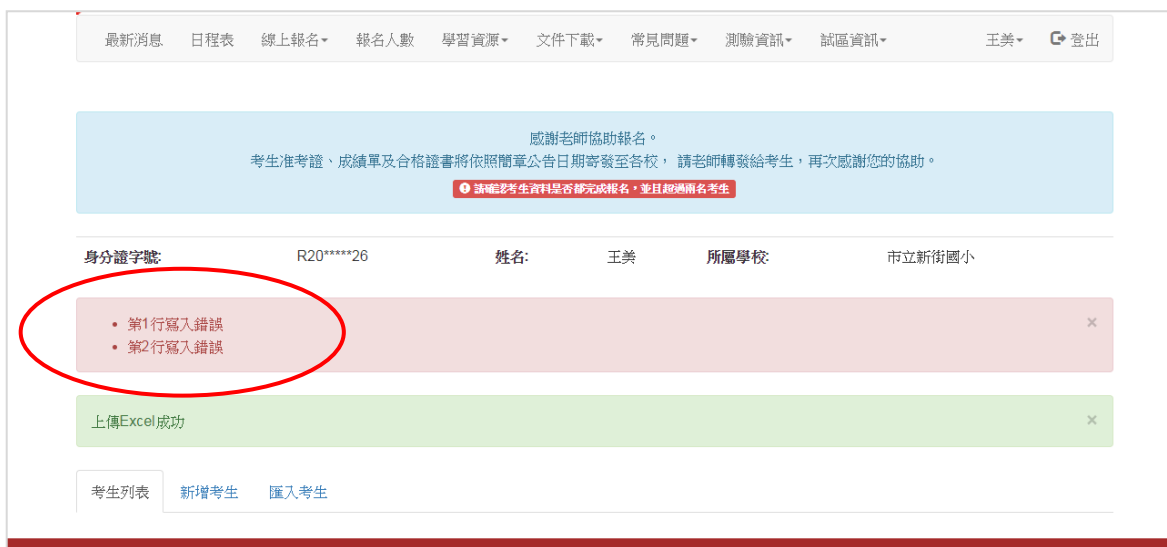 最新消息 日程表 線上報名 報名人數 學習資源 文件下載 常見問題 測驗資訊 試區資訊 王美 登出
感謝老師協助報名。
考生准考證、成績單及合格證書將依照簡章公告日期寄發至各校， 請老師轉發給考生，再次感謝您的協助。
請確認考生資料是否都完成報名，並且超過兩名考生
身分證字號: R20*****26 姓名: 王美 所屬學校: 市立新街國小
• 第1行寫入錯誤 ×
• 第2行寫入錯誤
上傳Excel成功 ×
考生列表 新增考生 匯入考生